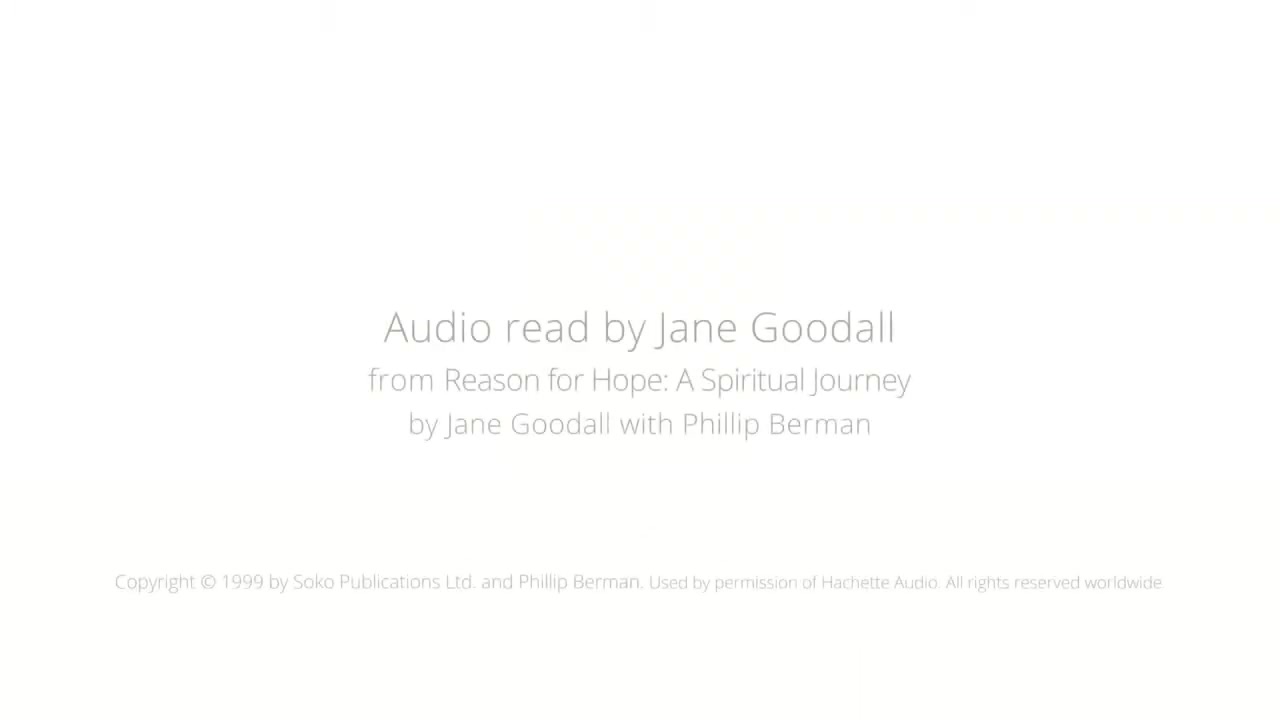 Audio read by Jane Goodall
from Reason for Hope: A Spiritual Journey
by Jane Goodall with Phillip Berman
Copyright © 1999 by Soko Publications Ltd. and Phillip Berman. Used by permission of Hachette Audio. All rights reserved worldwide